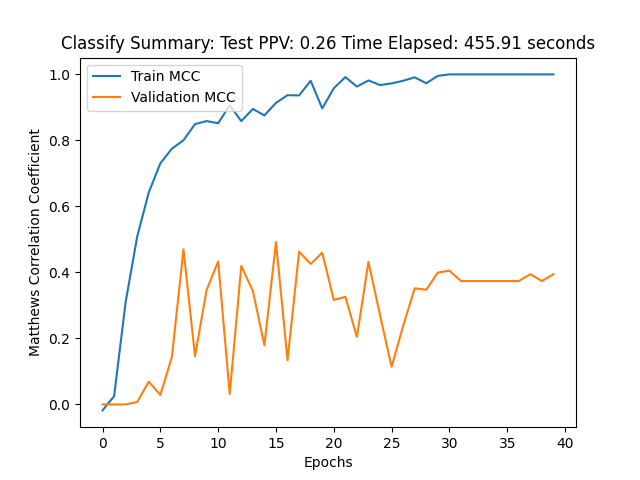 Classify Summary: Test PPV: 0.26 Time Elapsed: 455.91 seconds
Train MCC
Validation MCC
Matthews Correlation Coefficient
1.0
0.8
0.6
0.4
0.2
0.0
0 5 10 15 20 25 30 35 40
Epochs